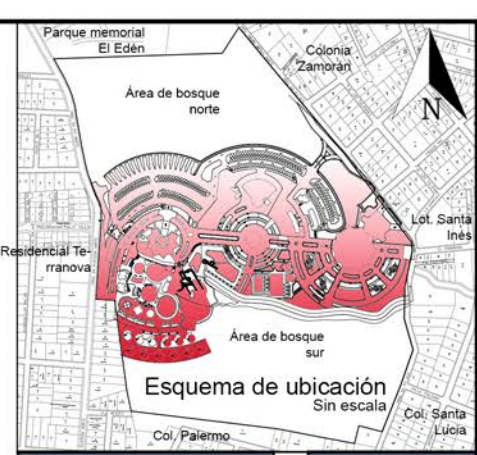 Parque memorial
El Edén
Colonia
Zamorán
Área de bosque
norte
N
Lot. Santa
Inés
Residencial Te-
rranova
Área de bosque
sur
Esquema de ubicación
Sin escala
Col. Santa
Lucia
Col. Palermo